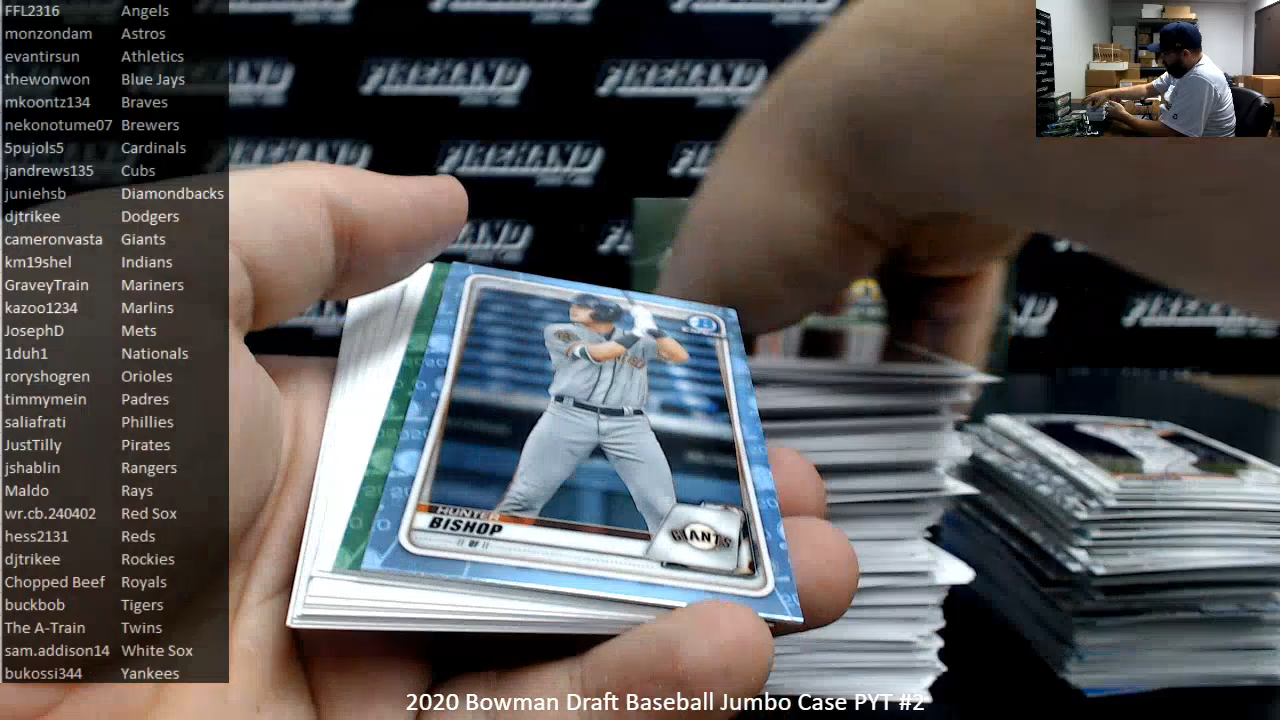 FFL2316 Angels
monzondam Astros
evantirsun Athletics
thewonwon Blue Jays
mkoontz134 Braves
nekonotume07 Brewers
5pujols5 Cardinals
jandrews135 Cubs
juniehsb Diamondbacks
djtrikee Dodgers
cameronvasta Giants
km19shel Indians
GraveyTrain Mariners
kazoo1234 Marlins
JosephD Mets
1duh1 Nationals
roryshogren Orioles
timmymein Padres
saliafrati Phillies
JustTilly Pirates
jshablin Rangers
Maldo Rays
wr.cb.240402 Red Sox
hess2131 Reds
djtrikee Rockies
Chopped Beef Royals
buckbob Tigers
The A-Train Twins
sam.addison14 White Sox
bukossi344 Yankees
FIREHAND
FIREHAND
FIREHAND
FIREHAND
HUNTER
BISHOP
OF
GIANTS
2020 Bowman Draft Baseball Jumbo Case PYT #2